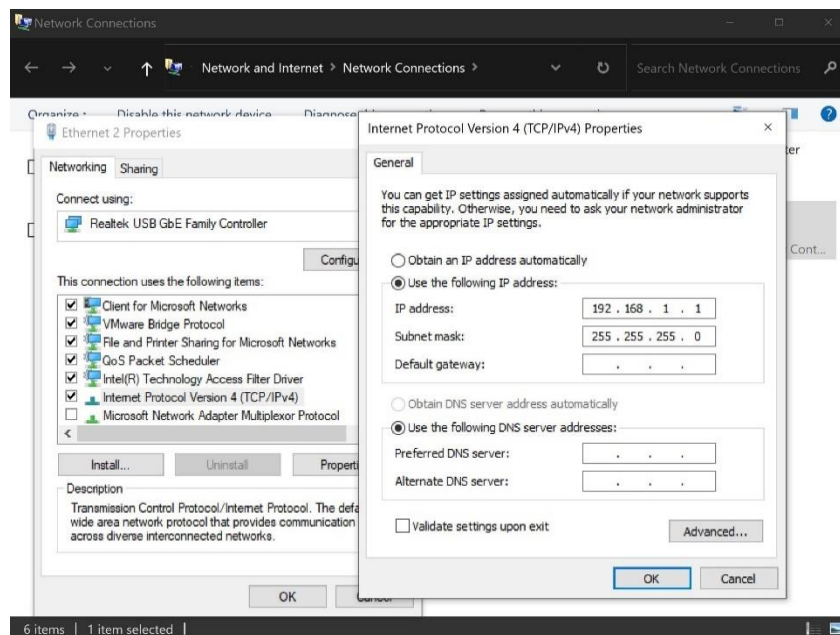 Network Connections
Network and Internet > Network Connections >
Search Network Connections
Organize
Disable this network device
Ethernet 2 Properties
Networking Sharing
Connect using:
Realtek USB GbE Family Controller
This connection uses the following items:
Client for Microsoft Networks
VMware Bridge Protocol
File and Printer Sharing for Microsoft Networks
QoS Packet Scheduler
Intel(R) Technology Access Filter Driver
Internet Protocol Version 4 (TCP/IPv4)
Microsoft Network Adapter Multiplexor Protocol
Install... Uninstall Properti
Description
Transmission Control Protocol/Internet Protocol. The defa
wide area network protocol that provides communication
across diverse interconnected networks.
OK
Internet Protocol Version 4 (TCP/IPv4) Properties
General
You can get IP settings assigned automatically if your network supports
this capability. Otherwise, you need to ask your network administrator
for the appropriate IP settings.
Obtain an IP address automatically
Use the following IP address:
IP address: 192 . 168 . 1 . 1
Subnet mask: 255 . 255 . 255 . 0
Default gateway: . . .
Obtain DNS server address automatically
Use the following DNS server addresses:
Preferred DNS server: . . .
Alternate DNS server: . . .
Validate settings upon exit
Advanced...
OK Cancel
Cont...
6 items | 1 item selected |